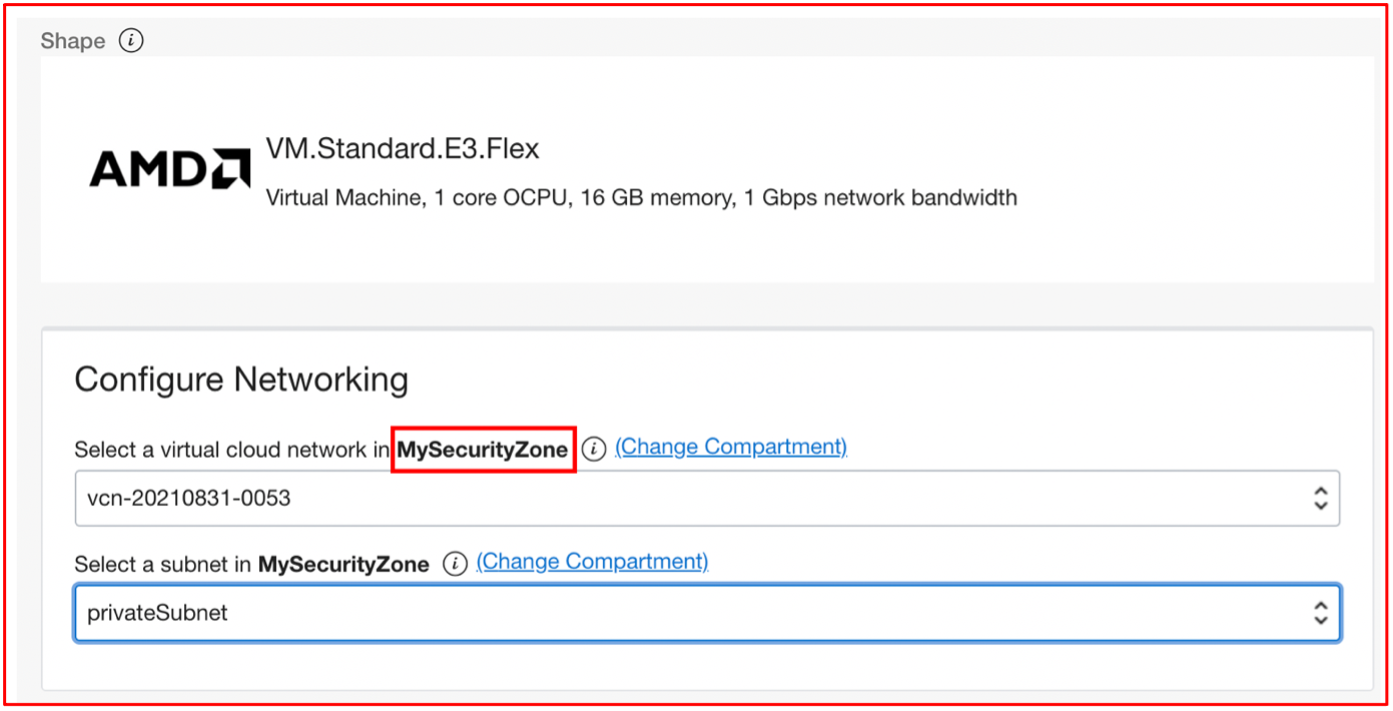 Shape
AMD
VM.Standard.E3.Flex
Virtual Machine, 1 core OCPU, 16 GB memory, 1 Gbps network bandwidth
Configure Networking
Select a virtual cloud network in MySecurityZone (Change Compartment)
vcn-20210831-0053
Select a subnet in MySecurityZone (Change Compartment)
privateSubnet